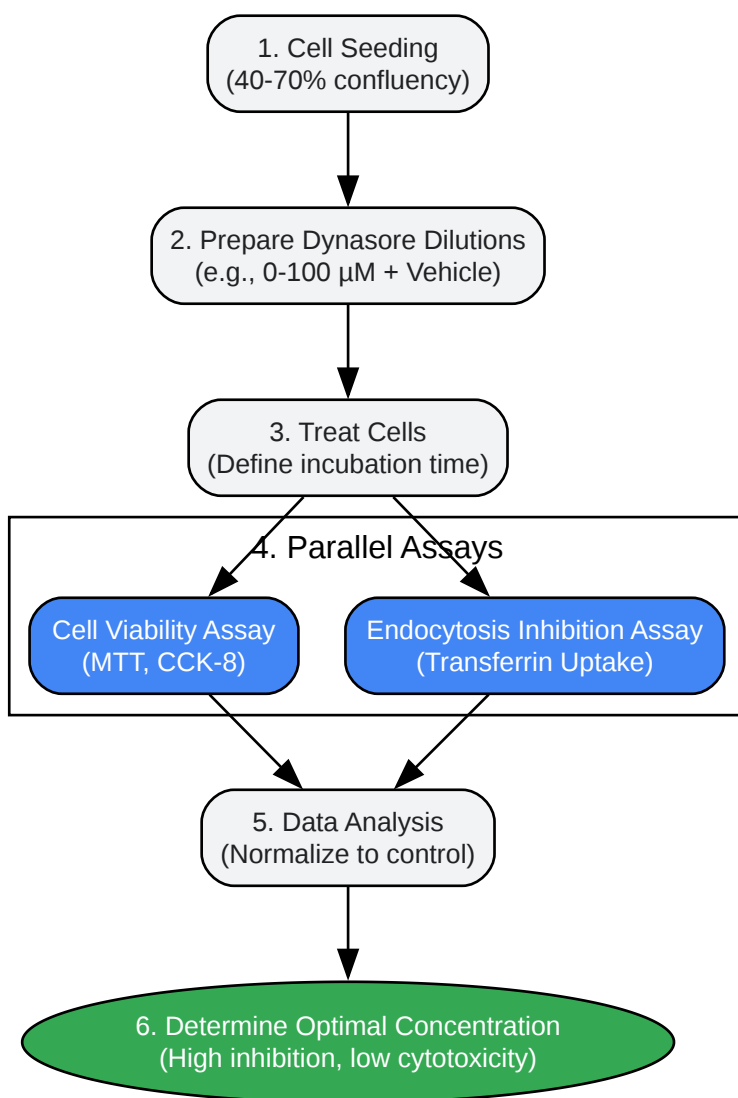 1. Cell Seeding
(40-70% confluency)
2. Prepare Dynasore Dilutions
(e.g., 0-100 µM + Vehicle)
3. Treat Cells
(Define incubation time)
4. Parallel Assays
Cell Viability Assay
(MTT, CCK-8)
Endocytosis Inhibition Assay
(Transferrin Uptake)
5. Data Analysis
(Normalize to control)
6. Determine Optimal Concentration
(High inhibition, low cytotoxicity)